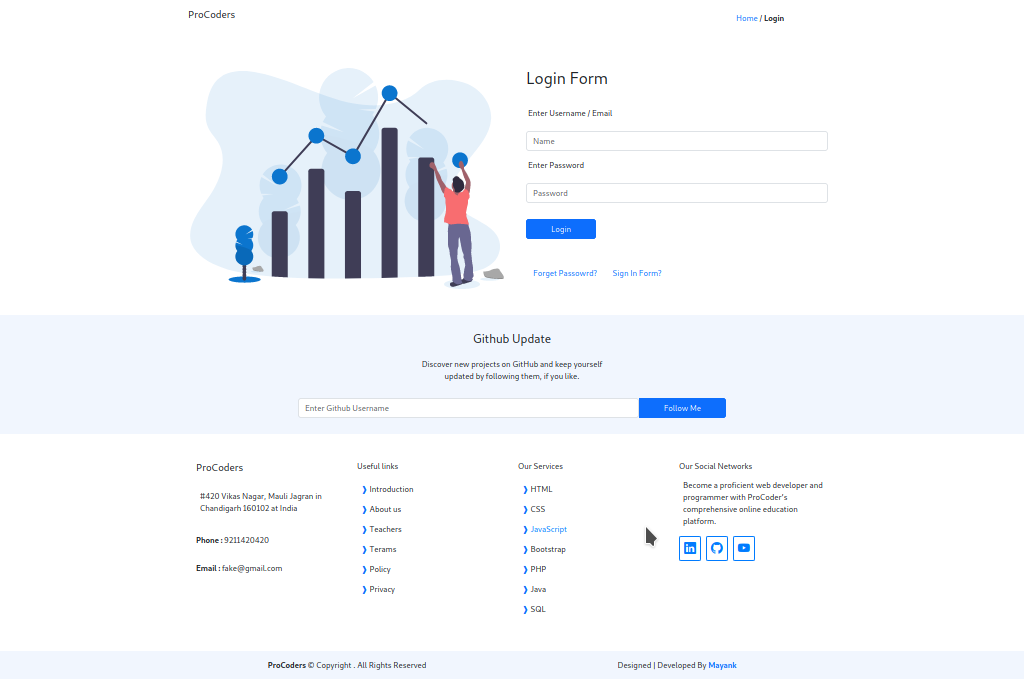 ProCoders
Home / Login
Login Form
Enter Username / Email
Name
Enter Password
Password
Login
Forget Passowrd?
Sign In Form?
Github Update
Discover new projects on GitHub and keep yourself
updated by following them, if you like.
Enter Github Username
Follow Me
ProCoders
#420 Vikas Nagar, Mauli Jagran in
Chandigarh 160102 at India
Phone : 9211420420
Email : fake@gmail.com
Useful links
❯ Introduction
❯ About us
❯ Teachers
❯ Terams
❯ Policy
❯ Privacy
Our Services
❯ HTML
❯ CSS
❯ JavaScript
❯ Bootstrap
❯ PHP
❯ Java
❯ SQL
Our Social Networks
Become a proficient web developer and
programmer with ProCoder's
comprehensive online education
platform.
ProCoders © Copyright . All Rights Reserved
Designed | Developed By Mayank